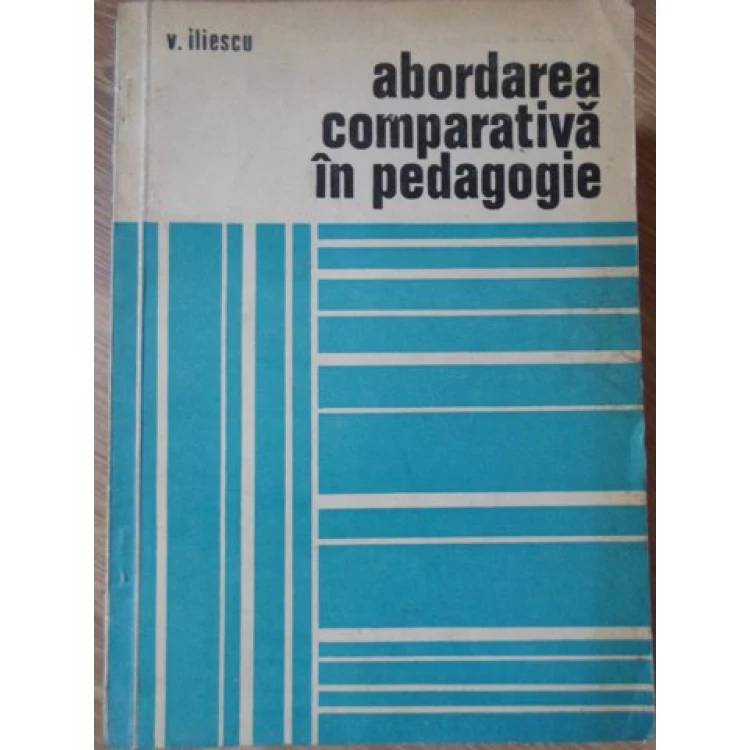 v. iliescu
abordarea
comparativă
în pedagogie